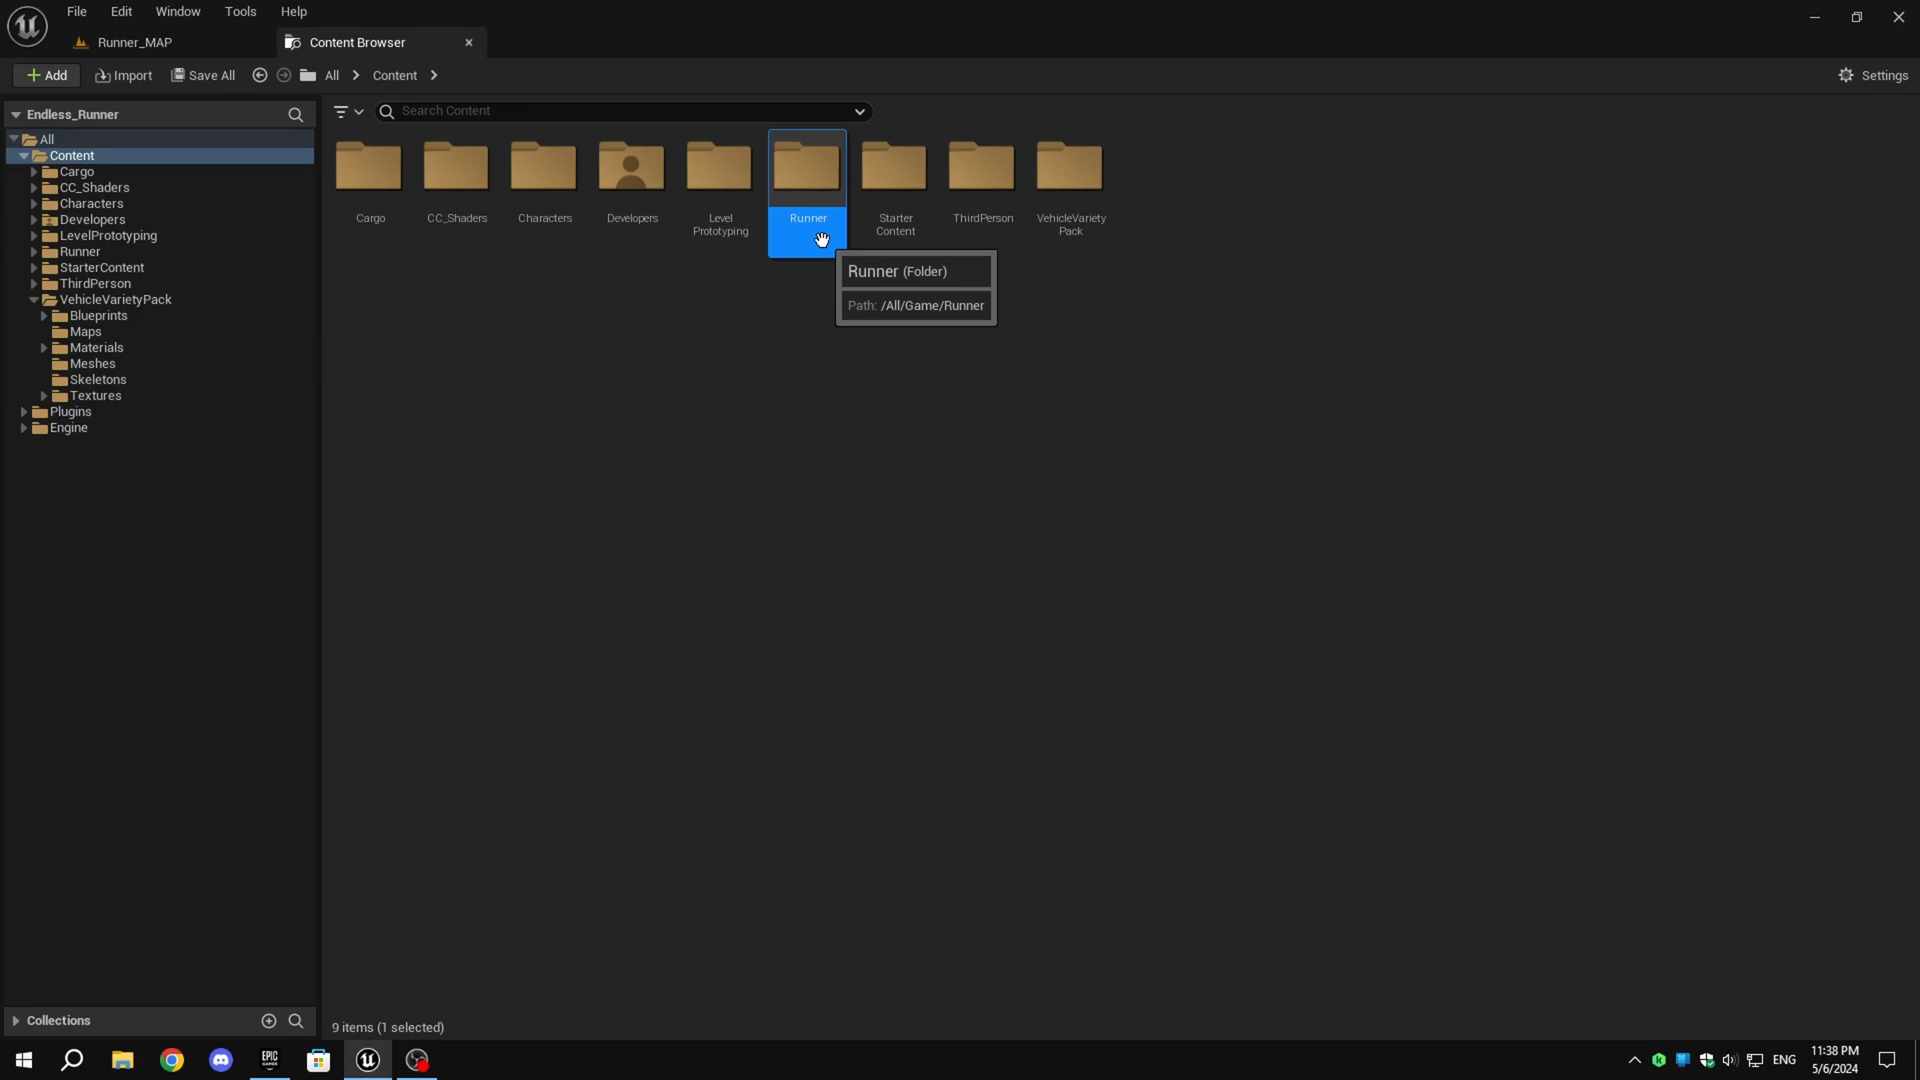 File Edit Window Tools Help
Runner_MAP
Content Browser
Add Import Save All All Content Settings
Endless_Runner
Search Content
All
Content
Cargo
CC_Shaders
Characters
Developers
LevelPrototyping
Runner
StarterContent
ThirdPerson
VehicleVarietyPack
Blueprints
Maps
Materials
Meshes
Skeletons
Textures
Plugins
Engine
Cargo
CC_Shaders
Characters
Developers
Level
Prototyping
Runner
Starter
Content
ThirdPerson
VehicleVariety
Pack
Runner (Folder)
Path: /All/Game/Runner
Collections
9 items (1 selected)
EPIC
GAMES
ENG
11:38 PM
5/6/2024